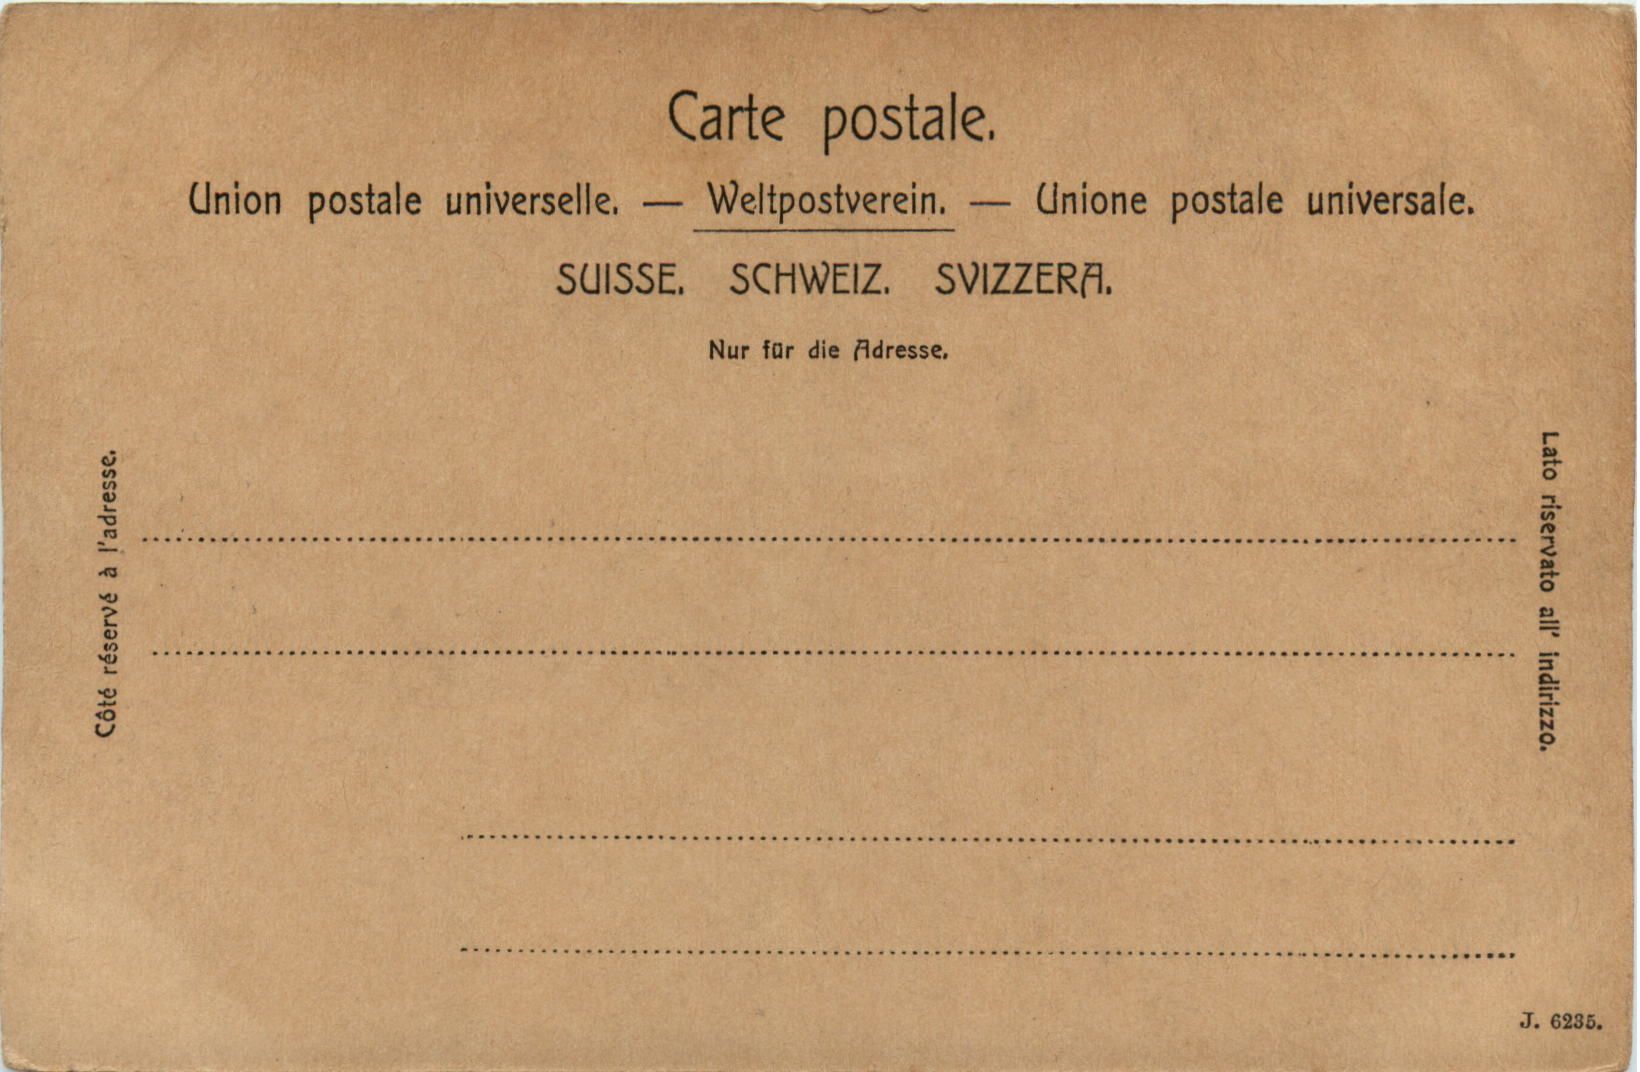 Carte postale.
Union postale universelle. — Weltpostverein. — Unione postale universale.
SUISSE. SCHWEIZ. SVIZZERA.
Nur für die Adresse.
Côté réservé à l'adresse.
Lato riservato all' indirizzo.
J. 6235.